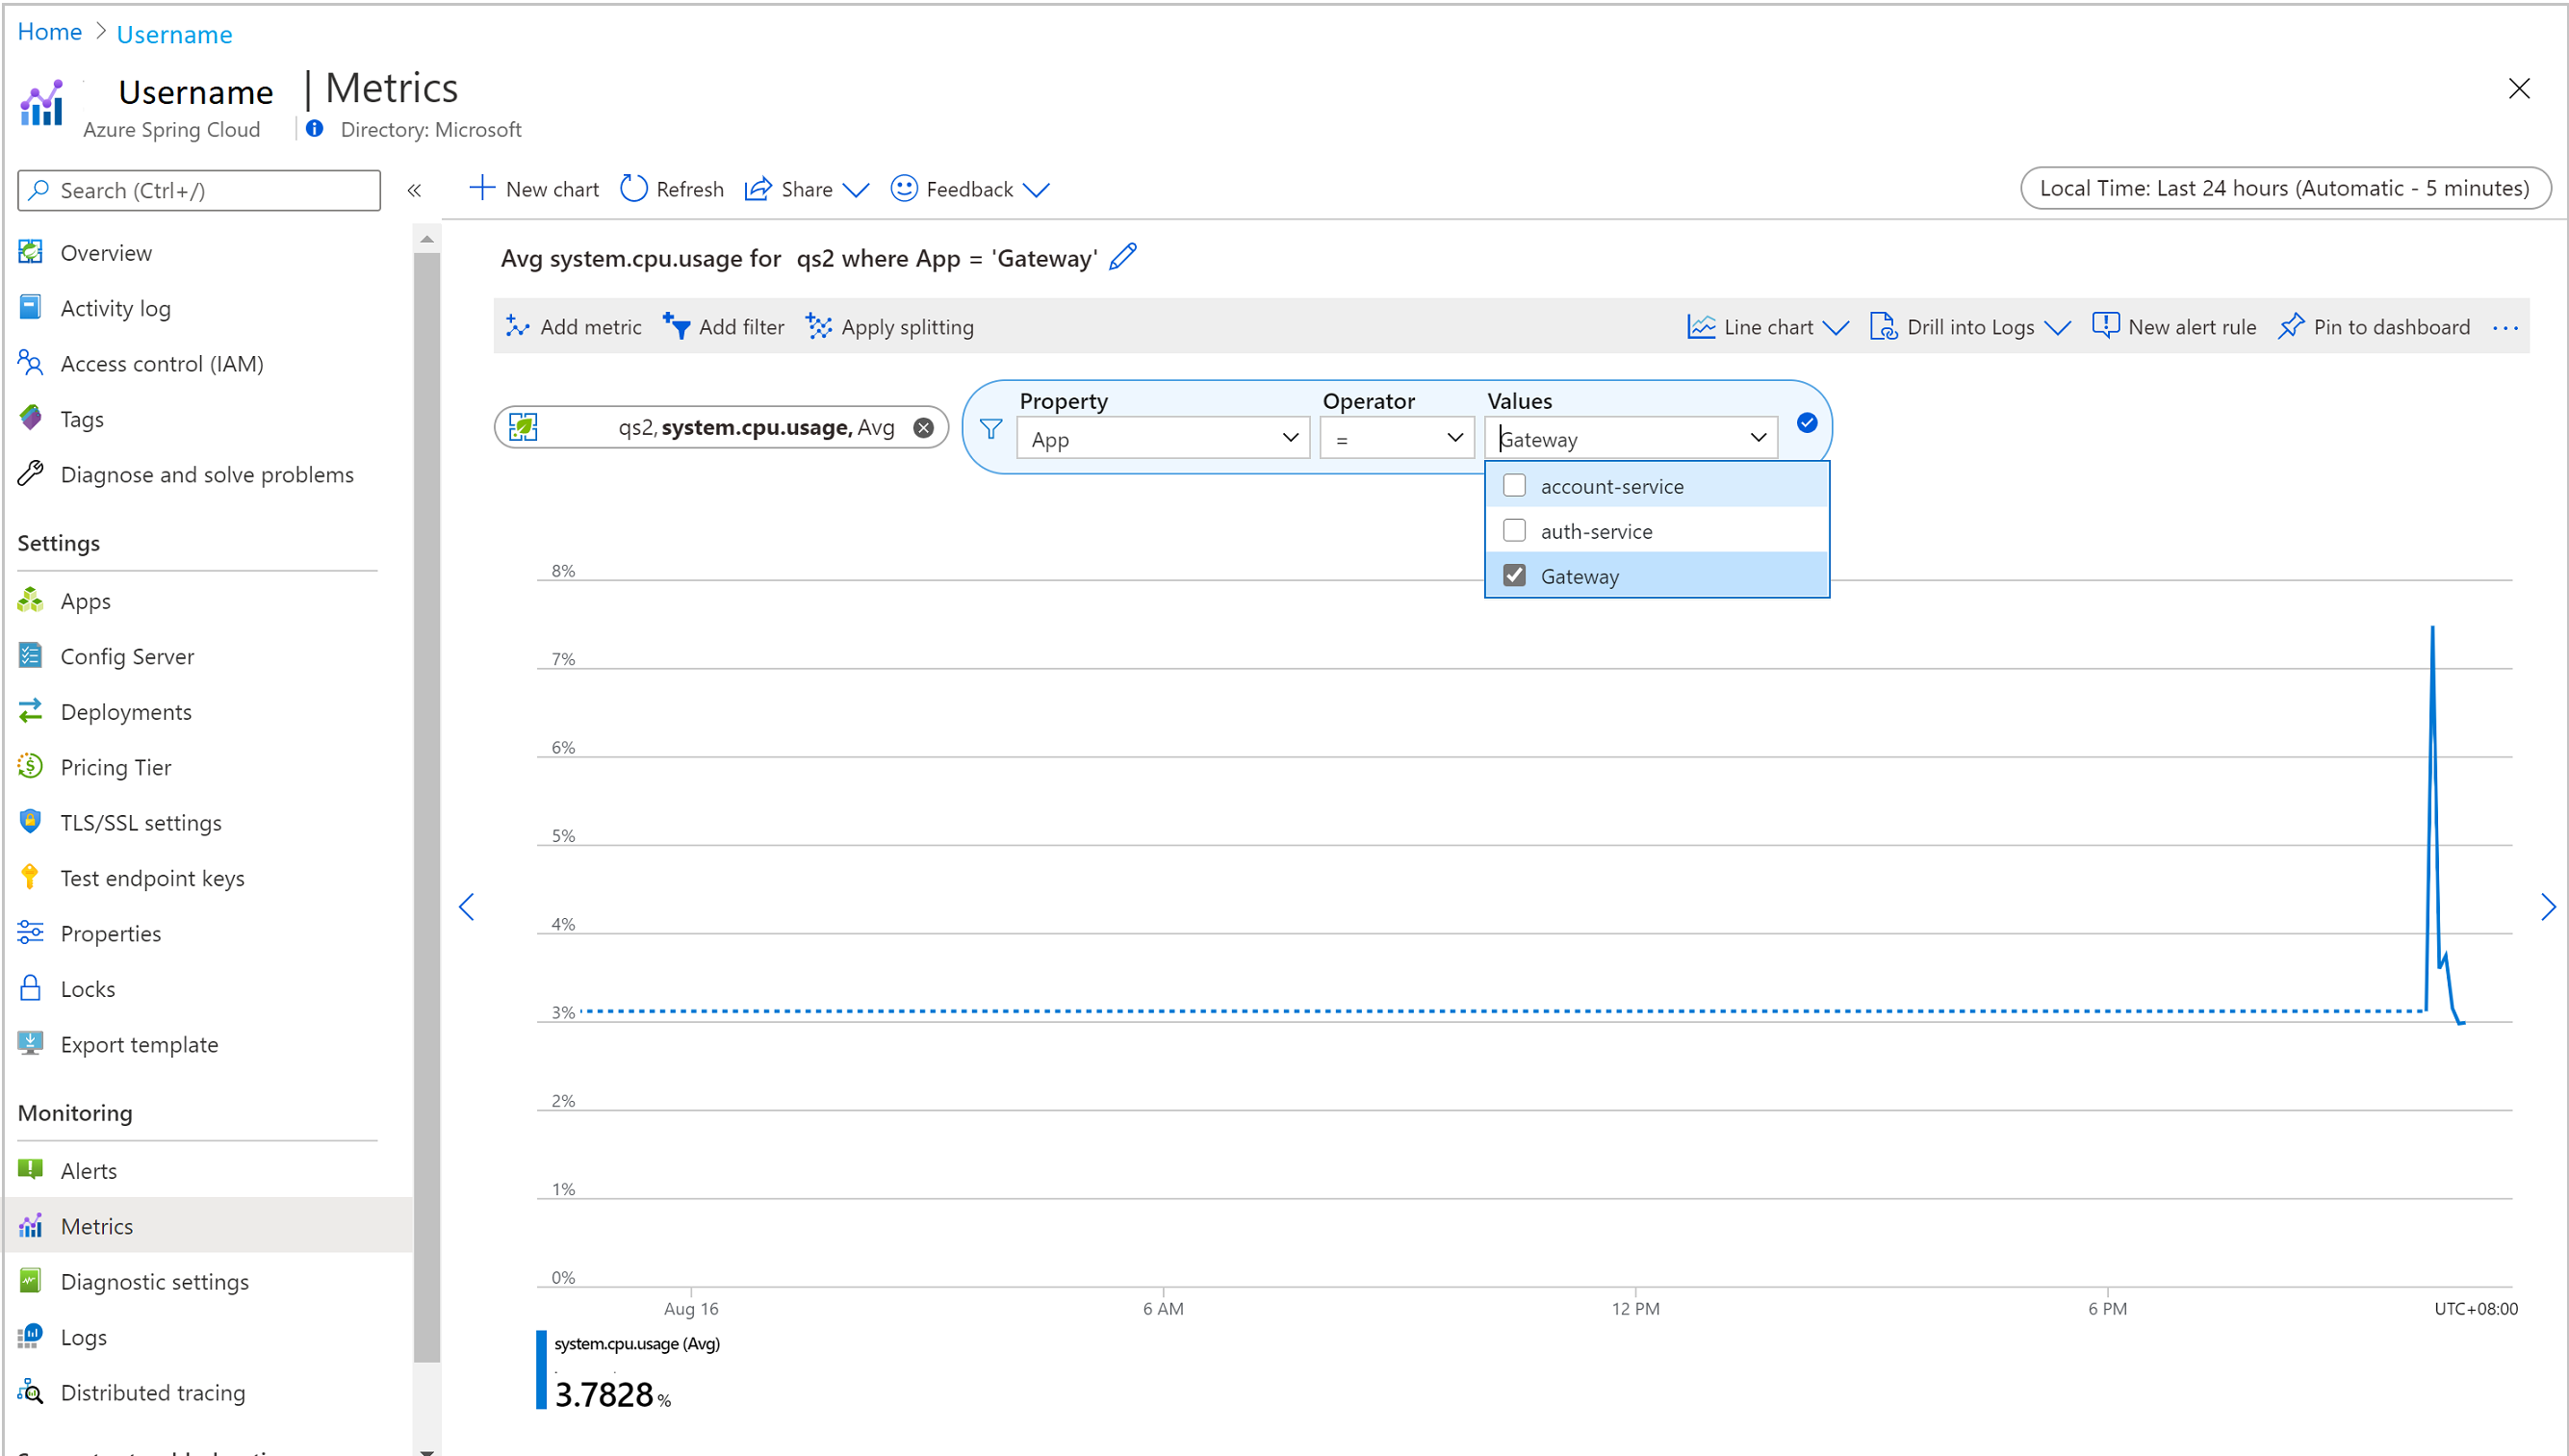 Home > Username
Username | Metrics
Azure Spring Cloud
Directory: Microsoft
Search (Ctrl+/)
«
New chart
Refresh
Share
Feedback
Local Time: Last 24 hours (Automatic - 5 minutes)
Overview
Activity log
Access control (IAM)
Tags
Diagnose and solve problems
Settings
Apps
Config Server
Deployments
Pricing Tier
TLS/SSL settings
Test endpoint keys
Properties
Locks
Export template
Monitoring
Alerts
Metrics
Diagnostic settings
Logs
Distributed tracing
Avg system.cpu.usage for qs2 where App = 'Gateway'
Add metric
Add filter
Apply splitting
Line chart
Drill into Logs
New alert rule
Pin to dashboard
...
qs2, system.cpu.usage, Avg
Property
Operator
Values
App
=
Gateway
account-service
auth-service
Gateway
8%
7%
6%
5%
4%
3%
2%
1%
0%
Aug 16
6 AM
12 PM
6 PM
UTC+08:00
system.cpu.usage (Avg)
3.7828 %